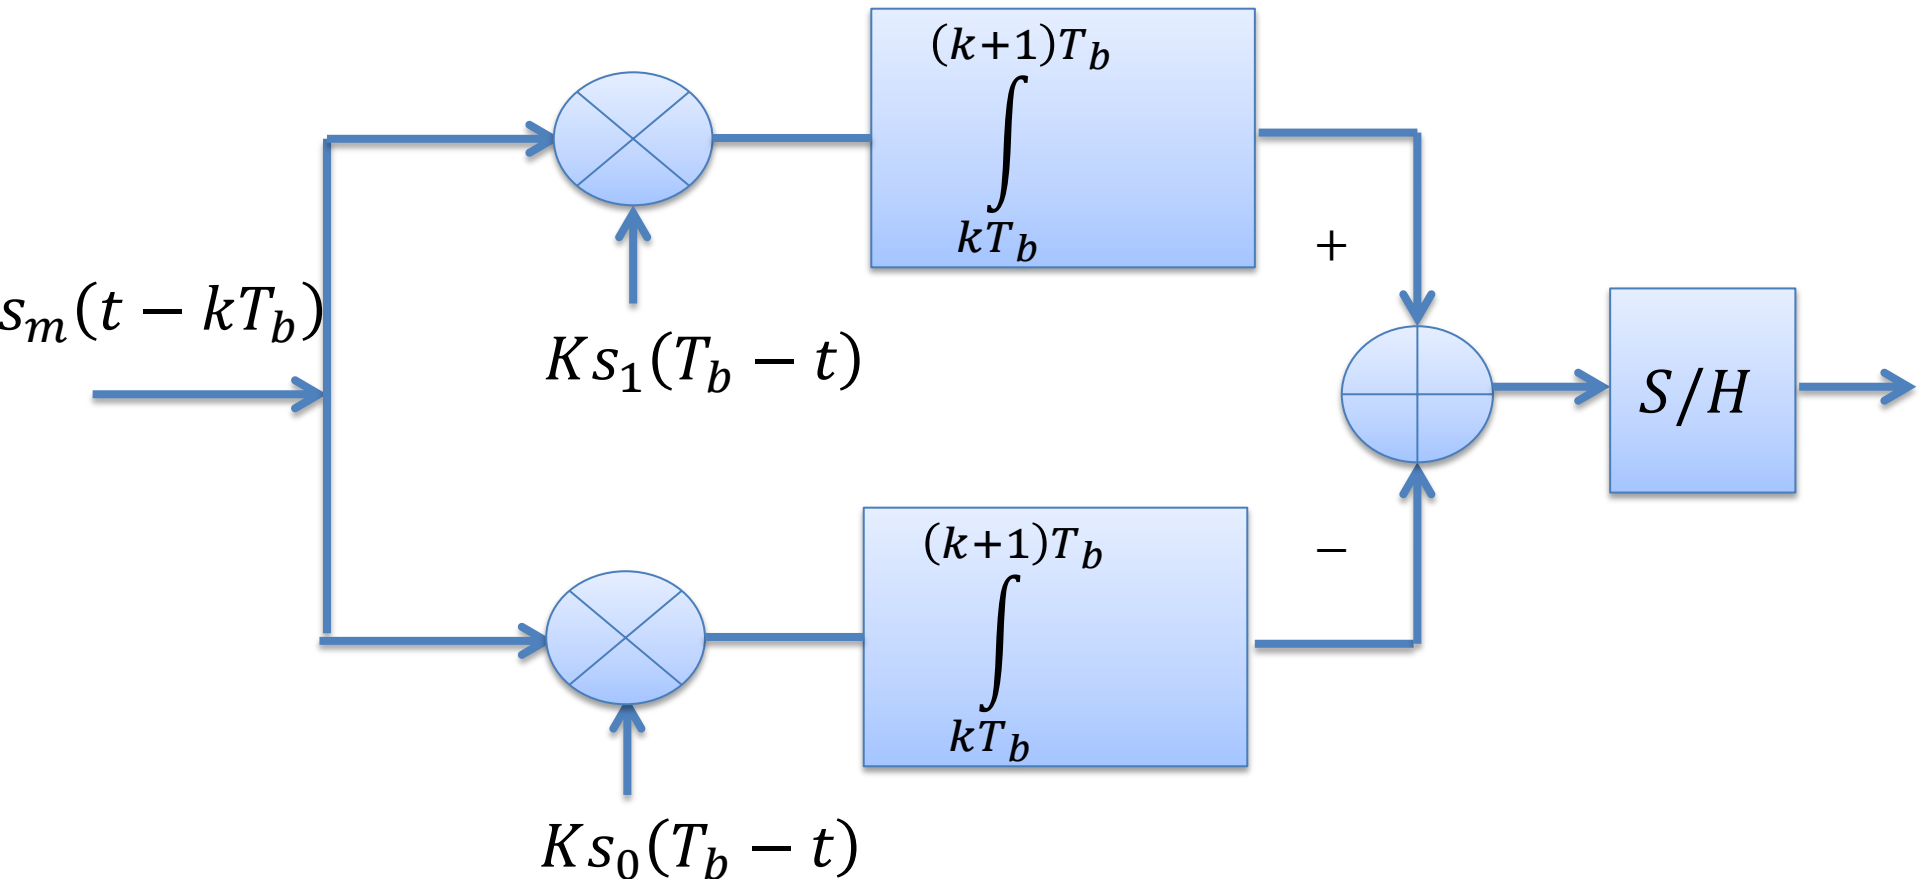 s_m(t − kT_b)
Ks_1(T_b − t)
(k+1)T_b
∫
kT_b
+
Ks_0(T_b − t)
(k+1)T_b
∫
kT_b
−
S/H